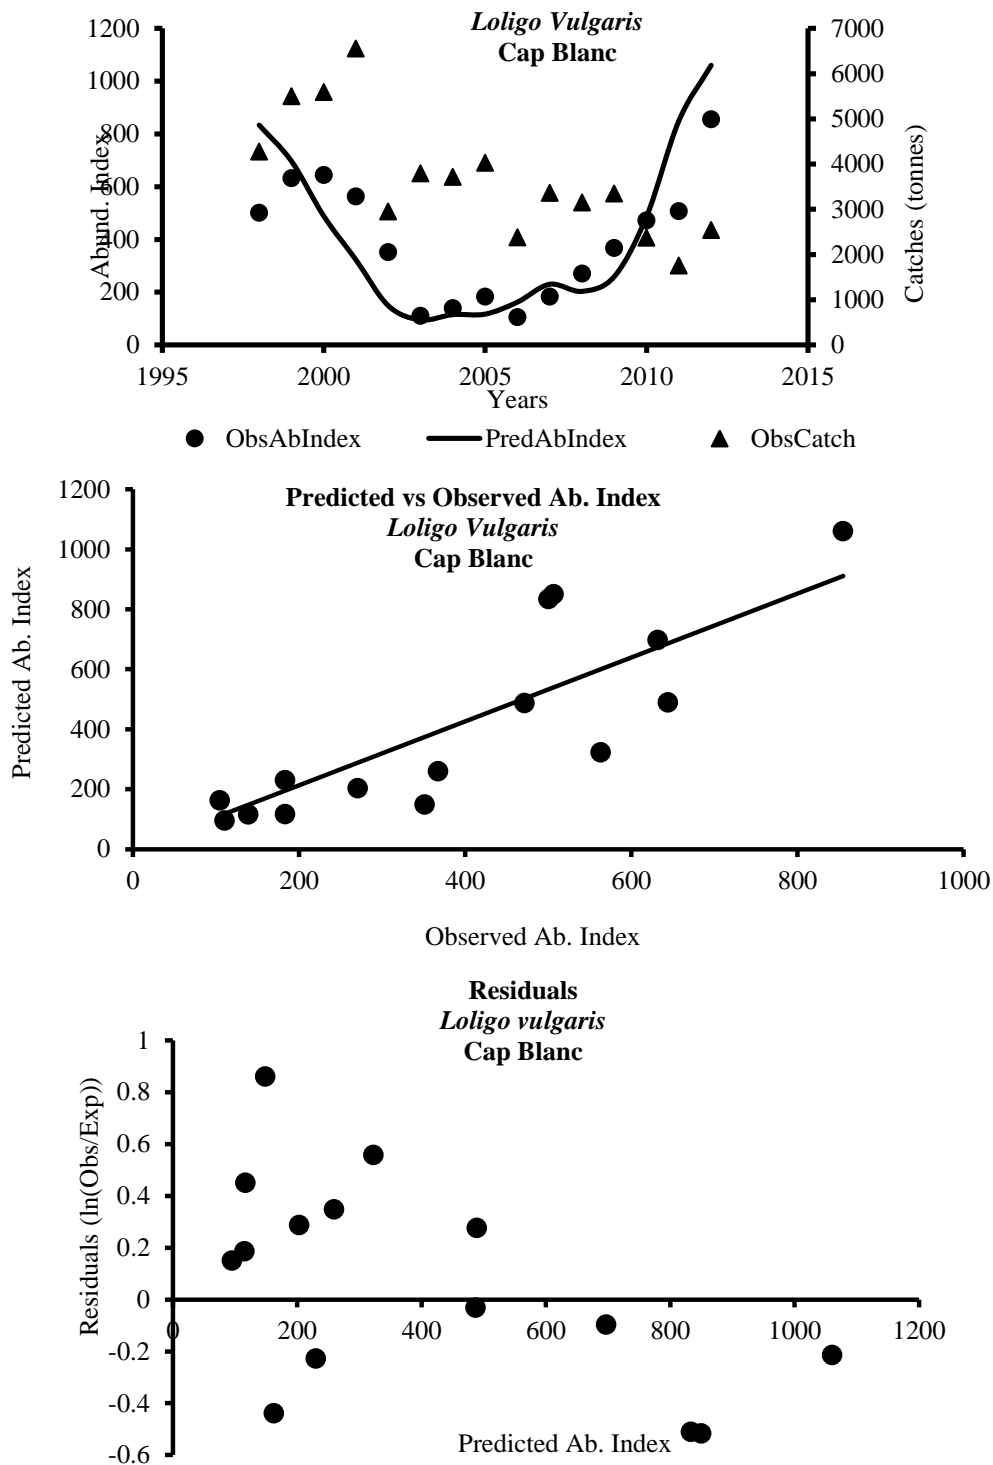 Loligo Vulgaris
Cap Blanc
1200
1000
800
600
400
200
0
Abund. Index
7000
6000
5000
4000
3000
2000
1000
0
Catches (tonnes)
1995 2000 2005 2010 2015
Years
ObsAbIndex PredAbIndex ObsCatch
Predicted vs Observed Ab. Index
Loligo Vulgaris
Cap Blanc
1200
1000
800
600
400
200
0
Predicted Ab. Index
0 200 400 600 800 1000
Observed Ab. Index
Residuals
Loligo vulgaris
Cap Blanc
1
0.8
0.6
0.4
0.2
0
-0.2
-0.4
-0.6
Residuals (ln(Obs/Exp))
0 200 400 600 800 1000 1200
Predicted Ab. Index